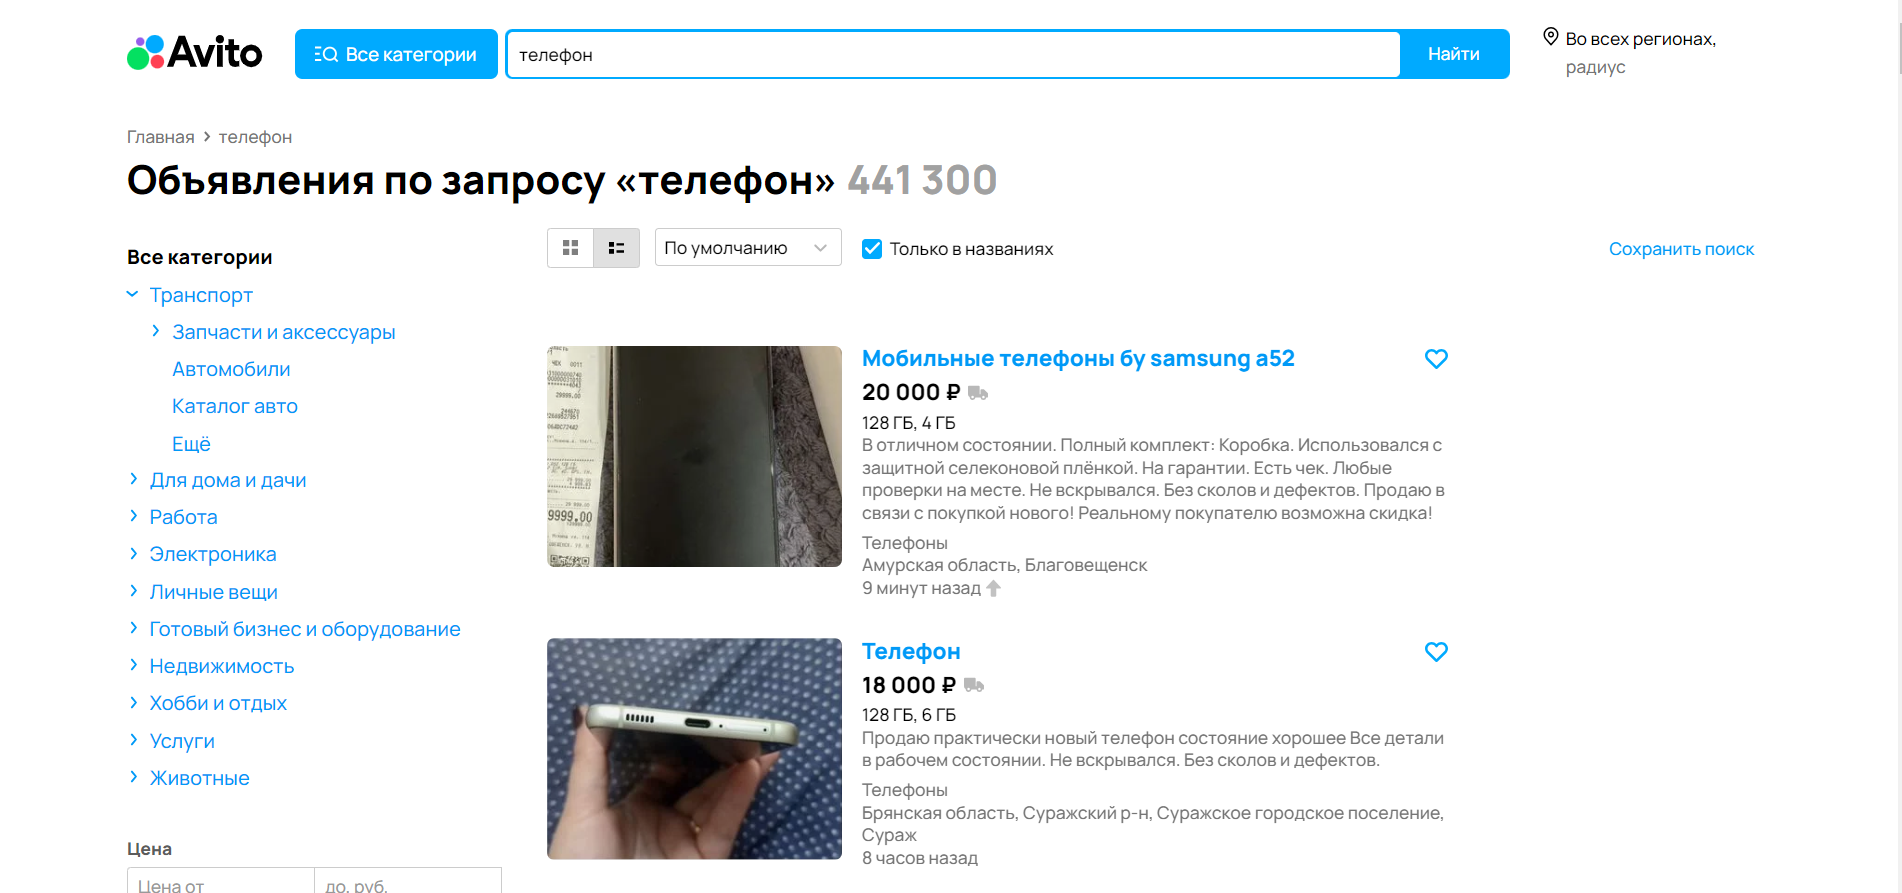 Avito
Все категории
телефон
Найти
Во всех регионах,
радиус
Главная
телефон
Объявления по запросу «телефон» 441 300
Все категории
Транспорт
Запчасти и аксессуары
Автомобили
Каталог авто
Ещё
Для дома и дачи
Работа
Электроника
Личные вещи
Готовый бизнес и оборудование
Недвижимость
Хобби и отдых
Услуги
Животные
Цена
Цена от
до, руб.
По умолчанию
Только в названиях
Сохранить поиск
ЧЕК 0011
29999.00
9999.00
Мобильные телефоны бу samsung a52
20 000 ₽
128 ГБ, 4 ГБ
В отличном состоянии. Полный комплект: Коробка. Использовался с
защитной селеконовой плёнкой. На гарантии. Есть чек. Любые
проверки на месте. Не вскрывался. Без сколов и дефектов. Продаю в
связи с покупкой нового! Реальному покупателю возможна скидка!
Телефоны
Амурская область, Благовещенск
9 минут назад
Телефон
18 000 ₽
128 ГБ, 6 ГБ
Продаю практически новый телефон состояние хорошее Все детали
в рабочем состоянии. Не вскрывался. Без сколов и дефектов.
Телефоны
Брянская область, Суражский р-н, Суражское городское поселение,
Сураж
8 часов назад